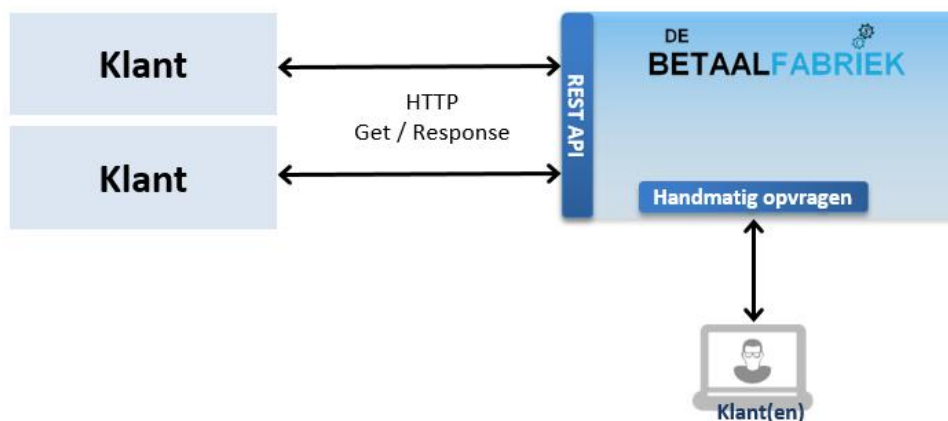 Klant
Klant
HTTP
Get / Response
REST API
DE
BETAALFABRIEK
Handmatig opvragen
Klant(en)